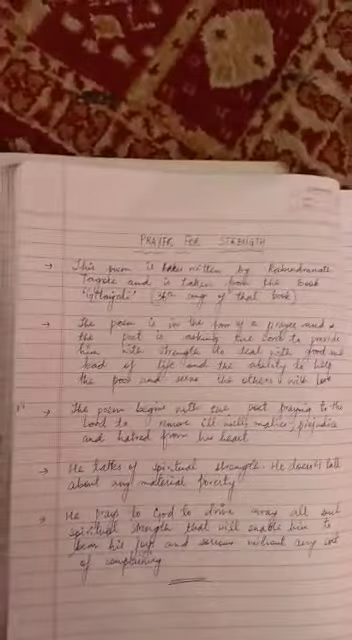 PRAYER FOR STRENGTH
→ This poem is written by Rabindranath
Tagore and is taken from the book
'Gitanjali' (36th song of that book)
→ The poem is in the form of a prayer and
the poet is asking the Lord to provide
him with strength to deal with good and
bad of life and the ability to help
the poor and serve the others with love
→ The poem begins with the poet praying to the
Lord to remove ill malice, prejudice
and hatred from his heart
→ He talks of spiritual strength. He doesn't talk
about any material poverty
→ He prays to God to drive away all
spiritual strength that will enable him to
bear his joys and sorrows without any
of complaining